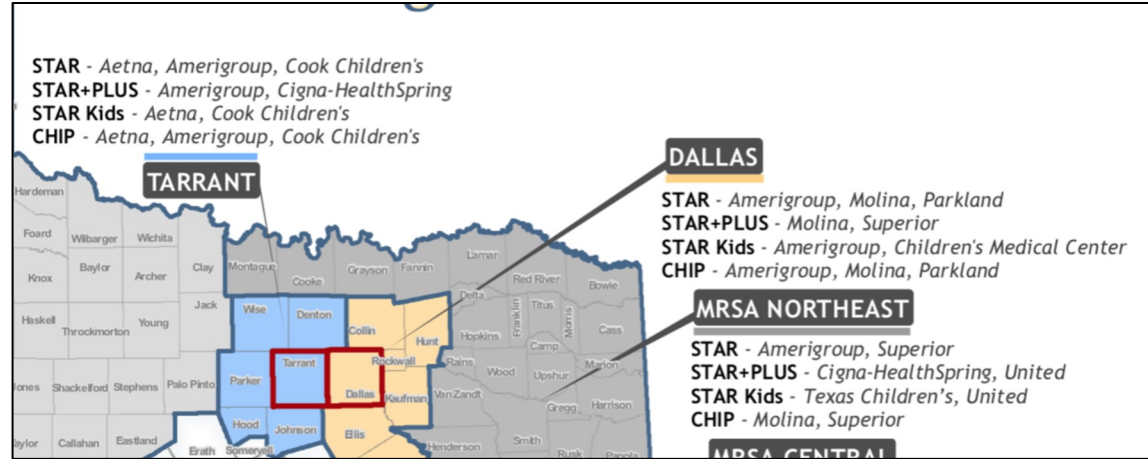 STAR - Aetna, Amerigroup, Cook Children's
STAR+PLUS - Amerigroup, Cigna-HealthSpring
STAR Kids - Aetna, Cook Children's
CHIP - Aetna, Amerigroup, Cook Children's
TARRANT
DALLAS
STAR - Amerigroup, Molina, Parkland
STAR+PLUS - Molina, Superior
STAR Kids - Amerigroup, Children's Medical Center
CHIP - Amerigroup, Molina, Parkland
MRSA NORTHEAST
STAR - Amerigroup, Superior
STAR+PLUS - Cigna-HealthSpring, United
STAR Kids - Texas Children’s, United
CHIP - Molina, Superior
MRSA CENTRAL
Hardeman
Foard
Wilbarger
Wichita
Clay
Montague
Cooke
Grayson
Fannin
Lamar
Red River
Bowie
Knox
Baylor
Archer
Jack
Wise
Denton
Collin
Hunt
Delta
Hopkins
Franklin
Titus
Morris
Cass
Haskell
Throckmorton
Young
Camp
Marion
Parker
Tarrant
Dallas
Rockwall
Kaufman
Rains
Wood
Upshur
Van Zandt
Gregg
Harrison
Shackelford
Stephens
Palo Pinto
Hood
Johnson
Ellis
Callahan
Eastland
Erath
Somervell
Henderson
Smith
Rusk
Panola